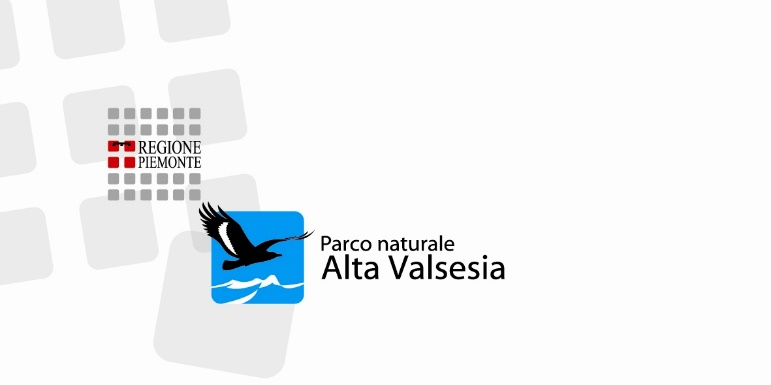 REGIONE
PIEMONTE
Parco naturale
Alta Valsesia